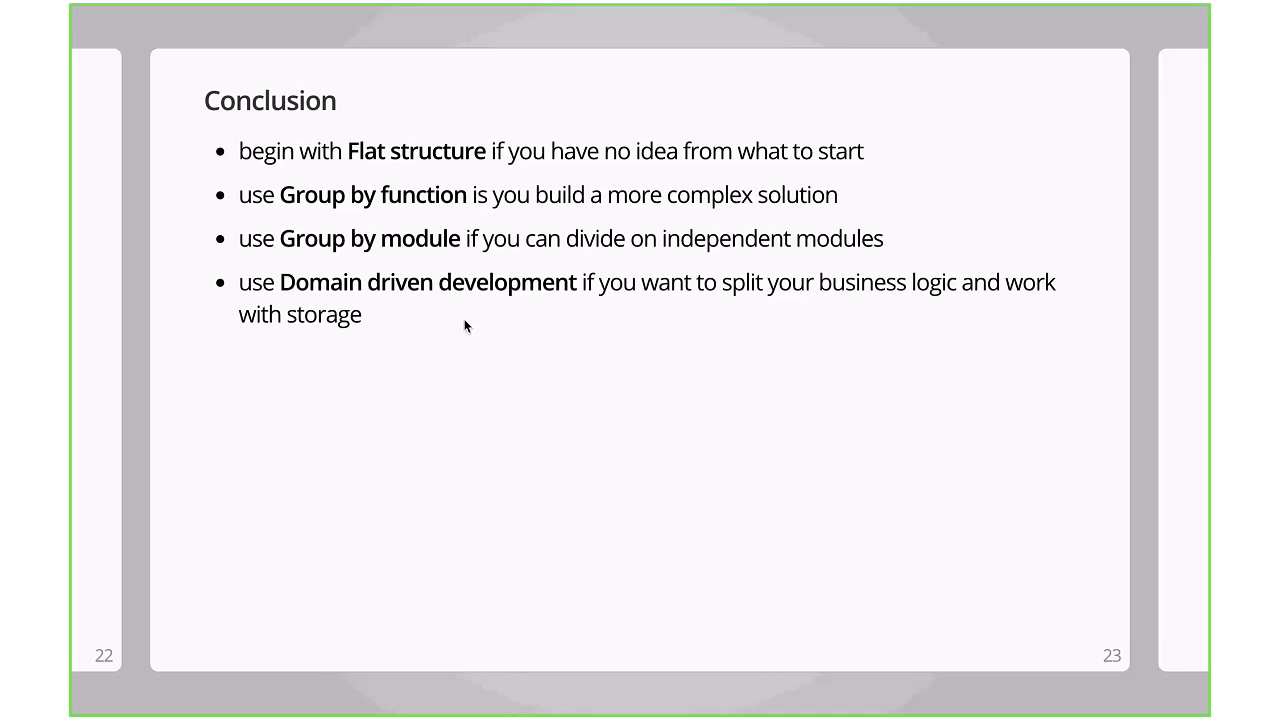 Conclusion
• begin with Flat structure if you have no idea from what to start
• use Group by function is you build a more complex solution
• use Group by module if you can divide on independent modules
• use Domain driven development if you want to split your business logic and work
with storage
22
23